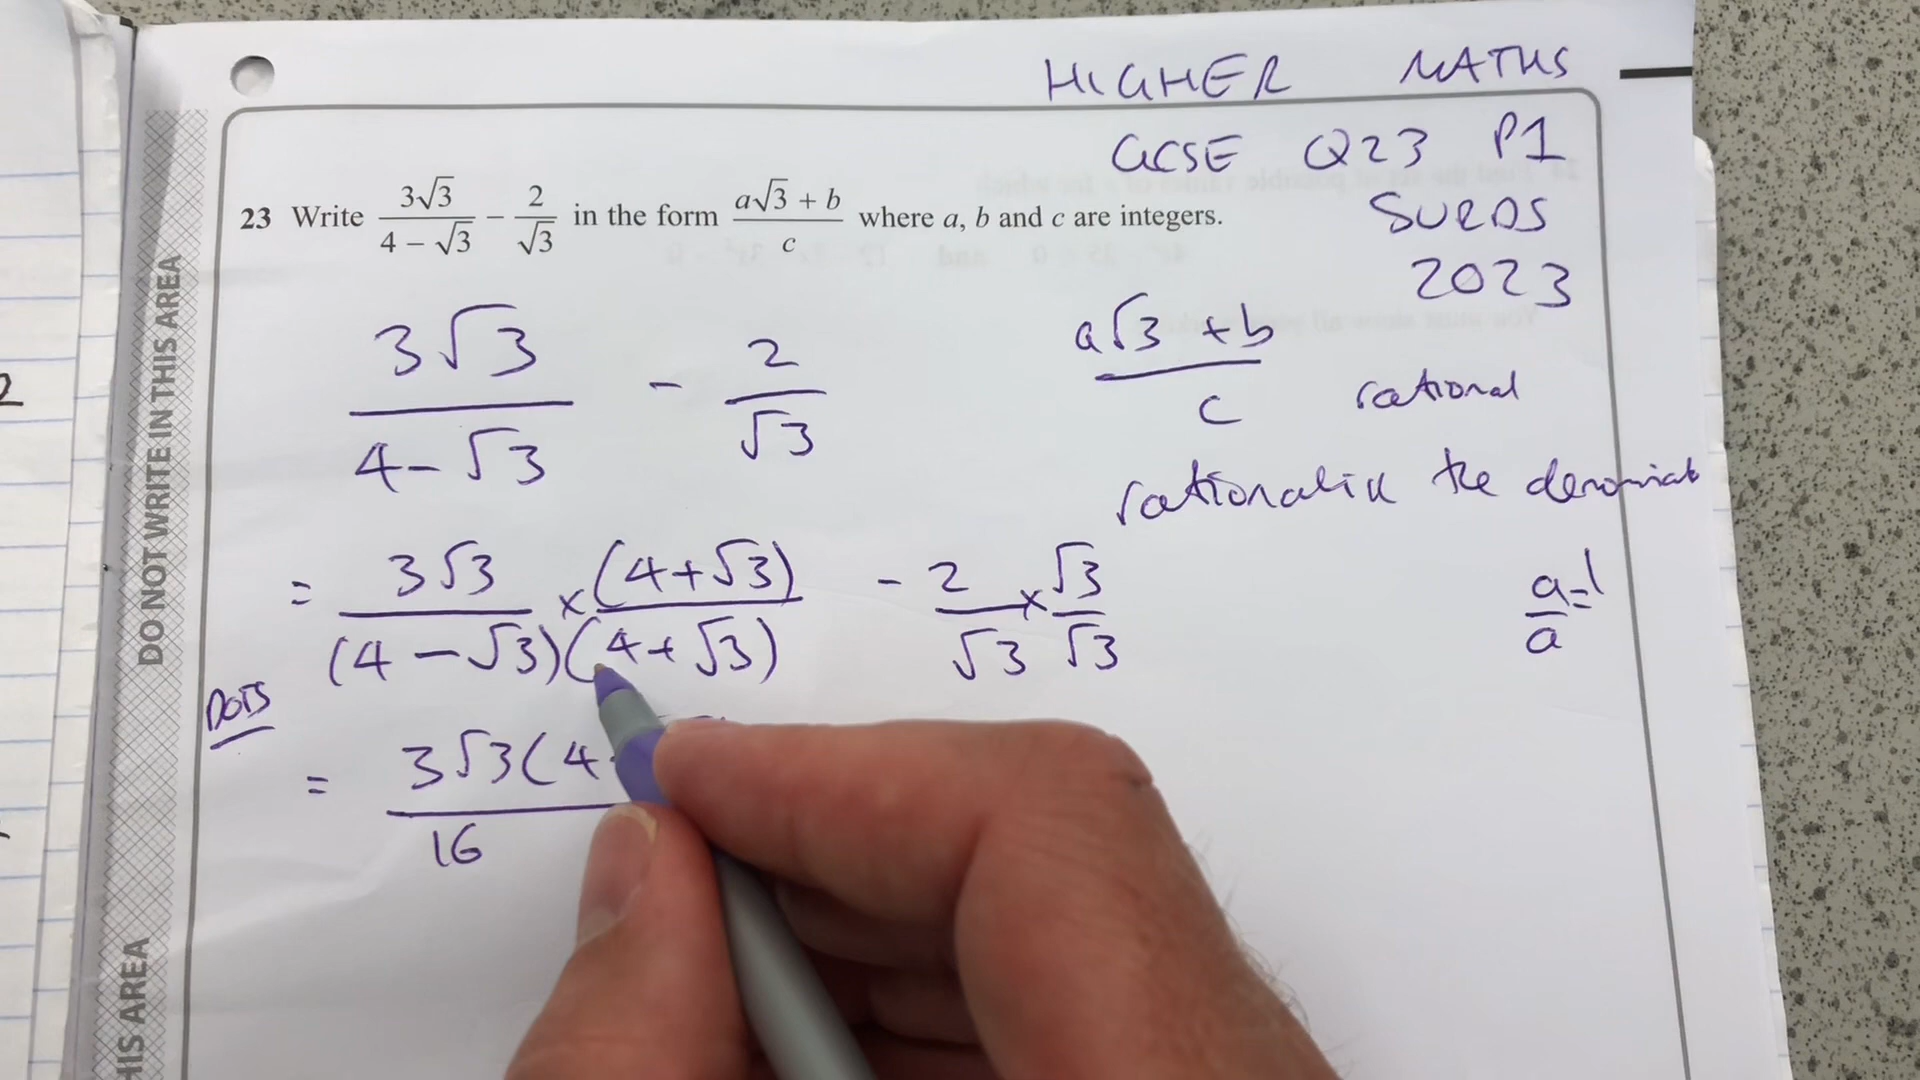 HIGHER MATHS
GCSE Q23 P1
SURDS
2023
23 Write 3√3/(4 − √3) − 2/√3 in the form (a√3 + b)/c where a, b and c are integers.
3√3/(4 − √3) − 2/√3
a√3 + b/c
rational
the
= 3√3/(4 − √3) × (4 + √3)/(4 + √3) − 2/√3 × √3/√3
a/a = 1
DOTS
= 3√3(4
16
DO NOT WRITE IN THIS AREA
HIS AREA